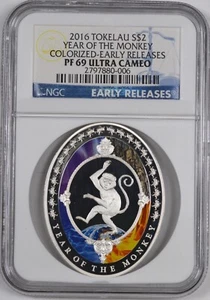 2016 TOKELAU S$2
YEAR OF THE MONKEY
COLORIZED-EARLY RELEASES
PF 69 ULTRA CAMEO
2797880-006
NGC
EARLY RELEASES
YEAR OF THE MONKEY